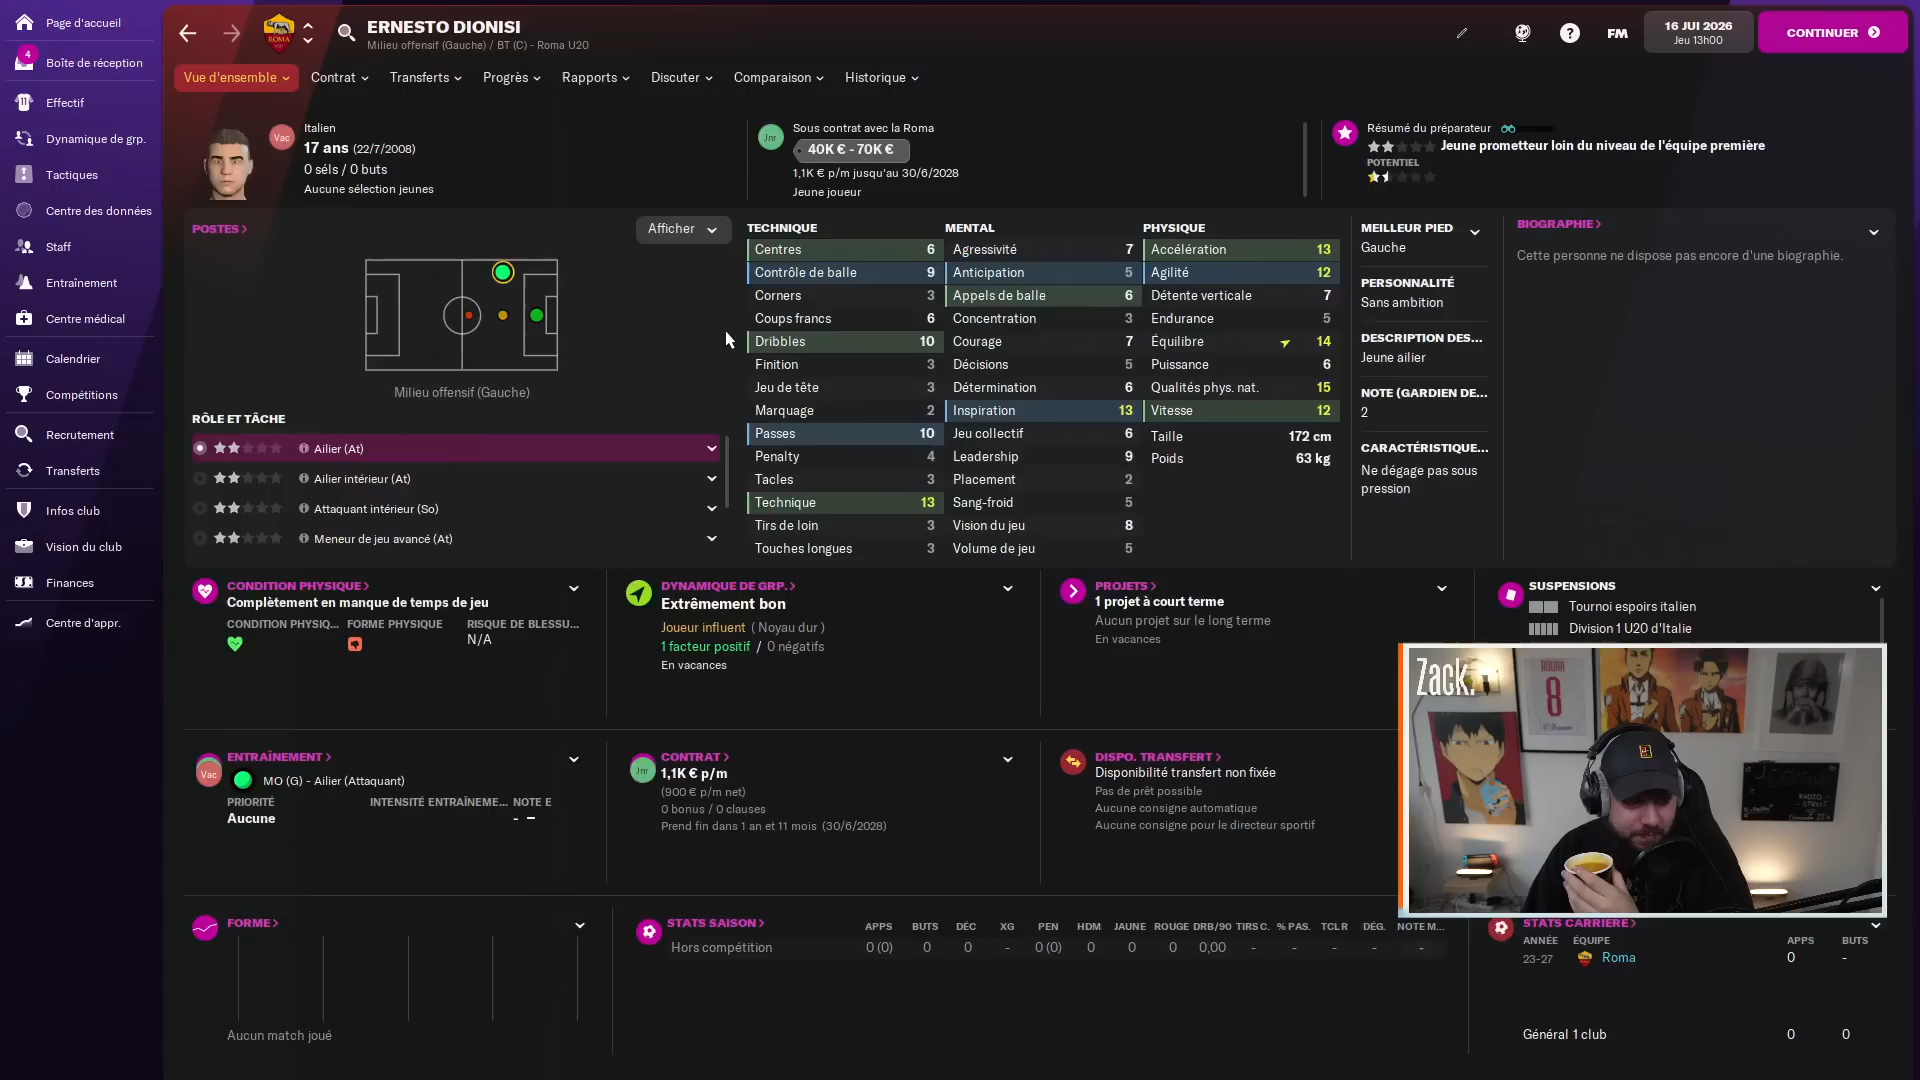 Page d'accueil
4
Boîte de réception
Effectif
Dynamique de grp.
Tactiques
Centre des données
Staff
Entraînement
Centre médical
Calendrier
Compétitions
Recrutement
Transferts
Infos club
Vision du club
Finances
Centre d'appr.
ROMA
ERNESTO DIONISI
Milieu offensif (Gauche) / BT (C) - Roma U20
FM
16 JUI 2026
Jeu 13h00
CONTINUER
Vue d'ensemble
Contrat
Transferts
Progrès
Rapports
Discuter
Comparaison
Historique
Vac
Italien
17 ans (22/7/2008)
0 séls / 0 buts
Aucune sélection jeunes
Jnr
Sous contrat avec la Roma
40K € - 70K €
1,1K € p/m jusqu'au 30/6/2028
Jeune joueur
Résumé du préparateur
Jeune prometteur loin du niveau de l'équipe première
POTENTIEL
POSTES >
Afficher
Milieu offensif (Gauche)
RÔLE ET TÂCHE
Ailier (At)
Ailier intérieur (At)
Attaquant intérieur (So)
Meneur de jeu avancé (At)
TECHNIQUE
Centres 6
Contrôle de balle 9
Corners 3
Coups francs 6
Dribbles 10
Finition 3
Jeu de tête 3
Marquage 2
Passes 10
Penalty 4
Tacles 3
Technique 13
Tirs de loin 3
Touches longues 3
MENTAL
Agressivité 7
Anticipation 5
Appels de balle 6
Concentration 3
Courage 7
Décisions 5
Détermination 6
Inspiration 13
Jeu collectif 6
Leadership 9
Placement 2
Sang-froid 5
Vision du jeu 8
Volume de jeu 5
PHYSIQUE
Accélération 13
Agilité 12
Détente verticale 7
Endurance 5
Équilibre 14
Puissance 6
Qualités phys. nat. 15
Vitesse 12
Taille 172 cm
Poids 63 kg
MEILLEUR PIED
Gauche
PERSONNALITÉ
Sans ambition
DESCRIPTION DES...
Jeune ailier
NOTE (GARDIEN DE...
2
CARACTÉRISTIQUE...
Ne dégage pas sous
pression
BIOGRAPHIE >
Cette personne ne dispose pas encore d'une biographie.
CONDITION PHYSIQUE >
Complètement en manque de temps de jeu
CONDITION PHYSIQ... FORME PHYSIQUE RISQUE DE BLESSU...
N/A
DYNAMIQUE DE GRP. >
Extrêmement bon
Joueur influent ( Noyau dur )
1 facteur positif / 0 négatifs
En vacances
PROJETS >
1 projet à court terme
Aucun projet sur le long terme
En vacances
SUSPENSIONS
Tournoi espoirs italien
Division 1 U20 d'Italie
Zack.
8
ENTRAÎNEMENT >
Vac
MO (G) - Ailier (Attaquant)
PRIORITÉ INTENSITÉ ENTRAÎNEME... NOTE E
Aucune - –
CONTRAT >
Jnr
1,1K € p/m
(900 € p/m net)
0 bonus / 0 clauses
Prend fin dans 1 an et 11 mois (30/6/2028)
DISPO. TRANSFERT >
Disponibilité transfert non fixée
Pas de prêt possible
Aucune consigne automatique
Aucune consigne pour le directeur sportif
FORME >
Aucun match joué
STATS SAISON >
APPS BUTS DÉC XG PEN HDM JAUNE ROUGE DRB/90 TIRS C. % PAS. TCL R DÉG. NOTE M...
Hors compétition 0 (0) 0 0 - 0 (0) 0 0 0 0,00 - - - - -
STATS CARRIÈRE >
ANNÉE ÉQUIPE APPS BUTS
23-27 Roma 0 -
Général 1 club 0 0